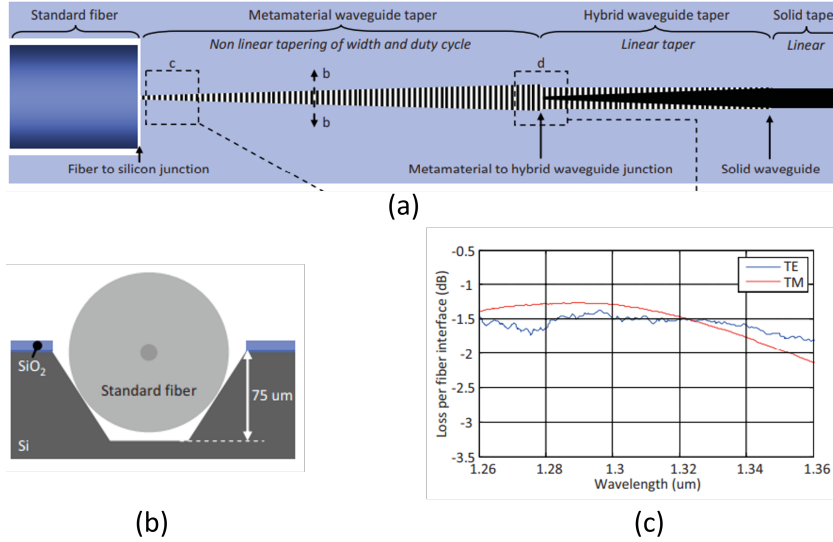 Standard fiber
Metamaterial waveguide taper
Hybrid waveguide taper
Solid tape
Non linear tapering of width and duty cycle
Linear taper
Linear
c
b
d
b
Fiber to silicon junction
Metamaterial to hybrid waveguide junction
Solid waveguide
(a)
SiO2
Standard fiber
75 um
Si
(b)
-0.5
-1
-1.5
-2
-2.5
-3
-3.5
Loss per fiber interface (dB)
TE
TM
1.26
1.28
1.3
1.32
1.34
1.36
Wavelength (um)
(c)